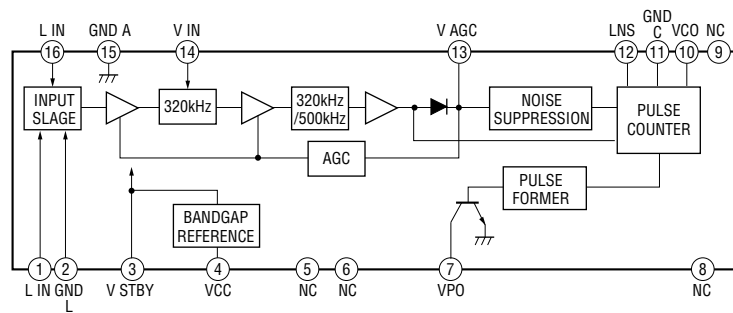 L IN
GND A
V IN
V AGC
LNS
GND
C
VCO
NC
16
15
14
13
12
11
10
9
INPUT
SLAGE
320kHz
320kHz
/500kHz
NOISE
SUPPRESSION
PULSE
COUNTER
AGC
PULSE
FORMER
BANDGAP
REFERENCE
1
2
3
4
5
6
7
8
L IN
GND
L
V STBY
VCC
NC
NC
VPO
NC